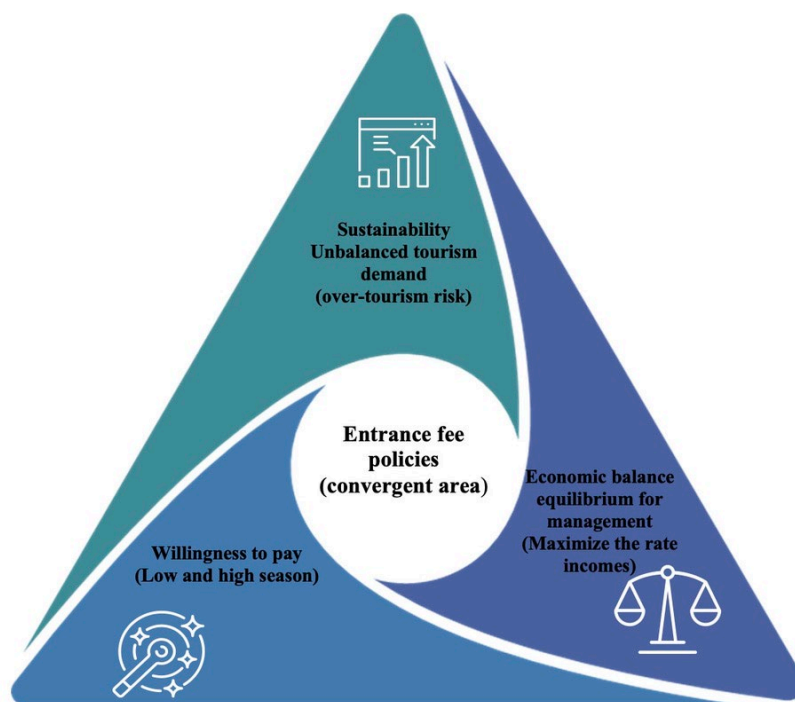 Sustainability
Unbalanced tourism
demand
(over-tourism risk)
Entrance fee
policies
(convergent area)
Economic balance
equilibrium for
management
(Maximize the rate
incomes)
Willingness to pay
(Low and high season)